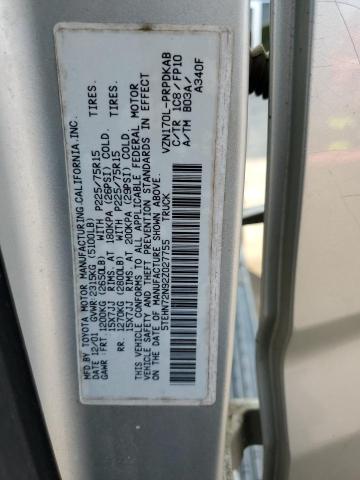 MFD BY TOYOTA MOTOR MANUFACTURING CALIFORNIA,INC.
DATE 12/01 GVWR 2315KG (5100LB)
GAWR: FRT. 1200KG (2650LB) WITH P225/75R15 TIRES.
15X7JJ RIMS AT 180KPA (26PSI) COLD.
RR. 1270KG (2800LB) WITH P225/75R15 TIRES.
15X7JJ RIMS AT 200KPA (29PSI) COLD.
THIS VEHICLE CONFORMS TO ALL APPLICABLE FEDERAL MOTOR
VEHICLE SAFETY AND THEFT PREVENTION STANDARDS IN EFFECT
ON THE DATE OF MANUFACTURE SHOWN ABOVE.
5TEHN72N92Z027755 TRUCK
VZN170L-PRPDKAB
C/TR 1C8/FP10
A/TM B03A/
A340F